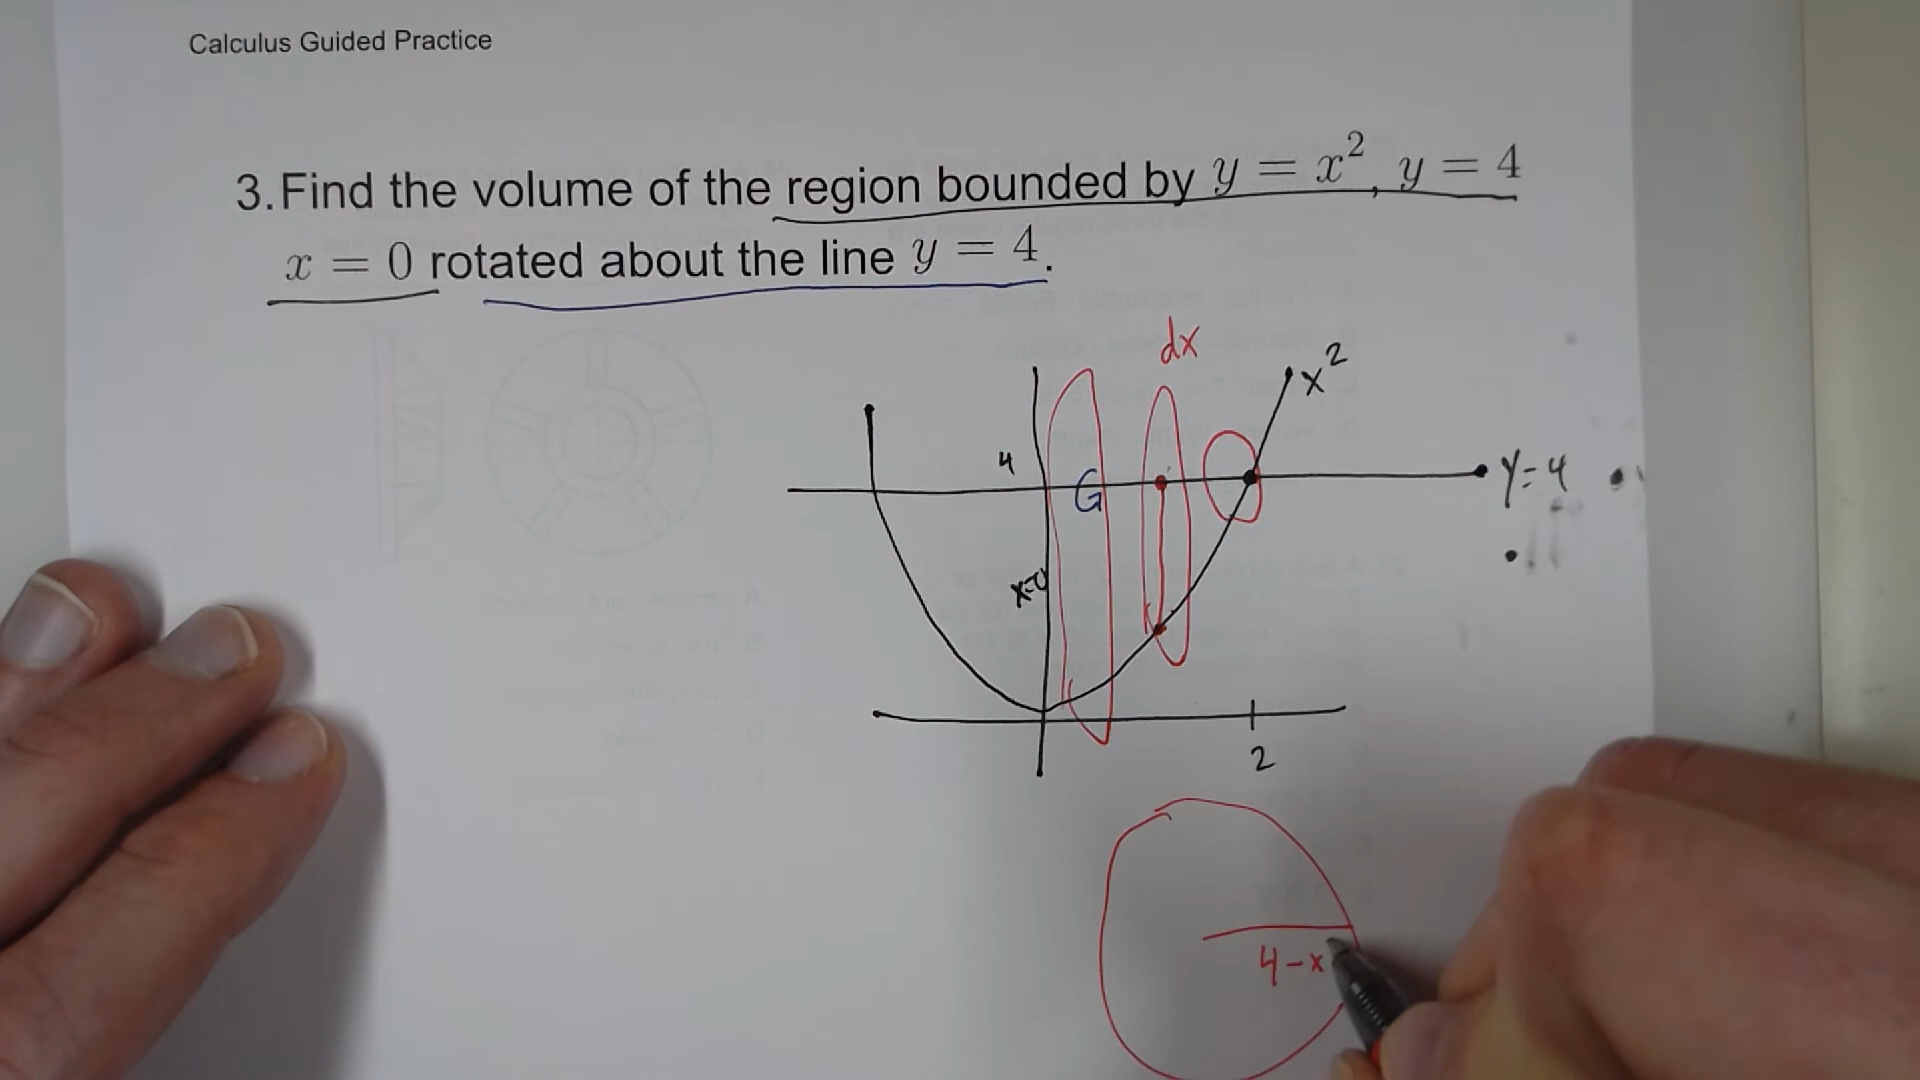 Calculus Guided Practice
3. Find the volume of the region bounded by y = x², y = 4
x = 0 rotated about the line y = 4.
dx
x²
4
G
y=4
x=0
2
4-x